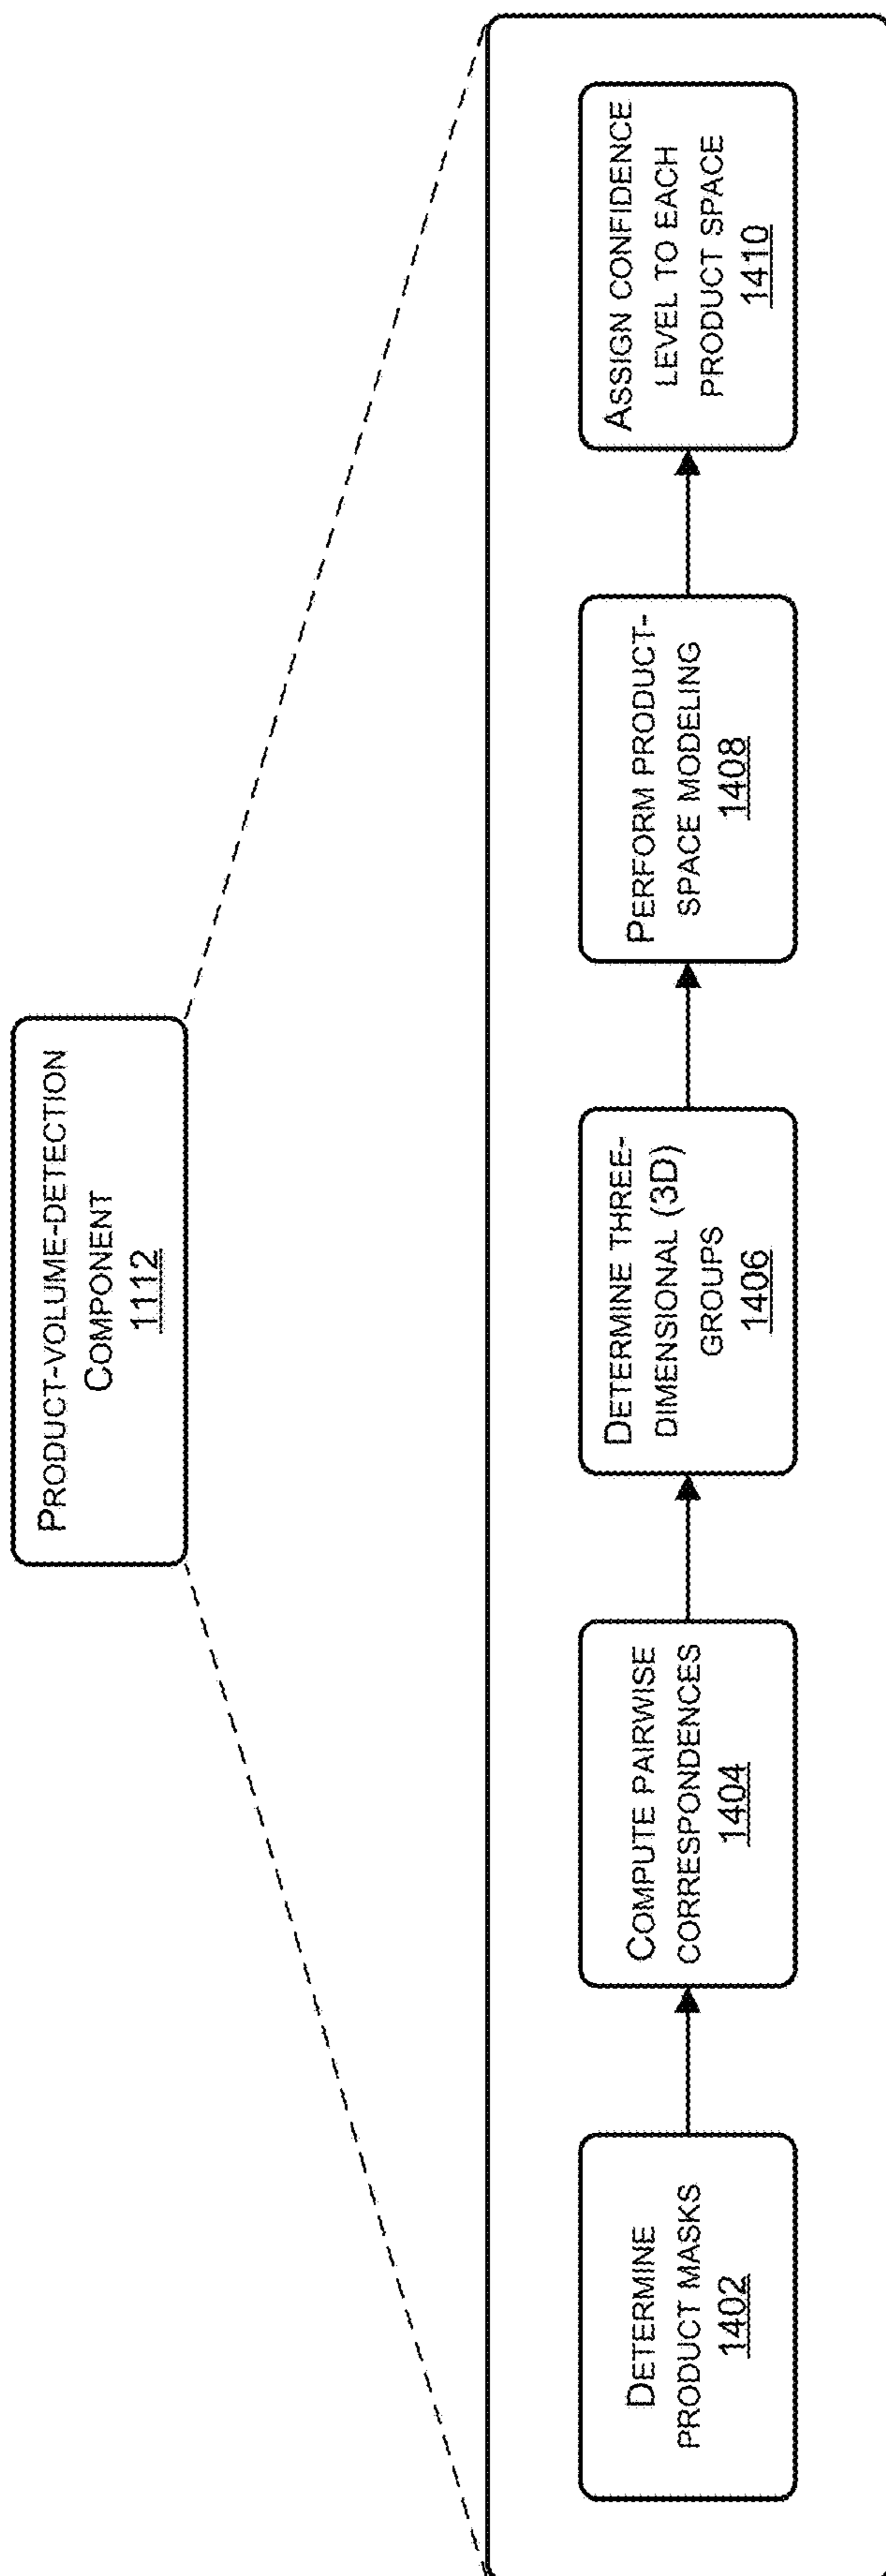 PRODUCT-VOLUME-DETECTION
COMPONENT
1112
DETERMINE
PRODUCT MASKS
1402
COMPUTE PAIRWISE
CORRESPONDENCES
1404
DETERMINE THREE-
DIMENSIONAL (3D)
GROUPS
1406
PERFORM PRODUCT-
SPACE MODELING
1408
ASSIGN CONFIDENCE
LEVEL TO EACH
PRODUCT SPACE
1410